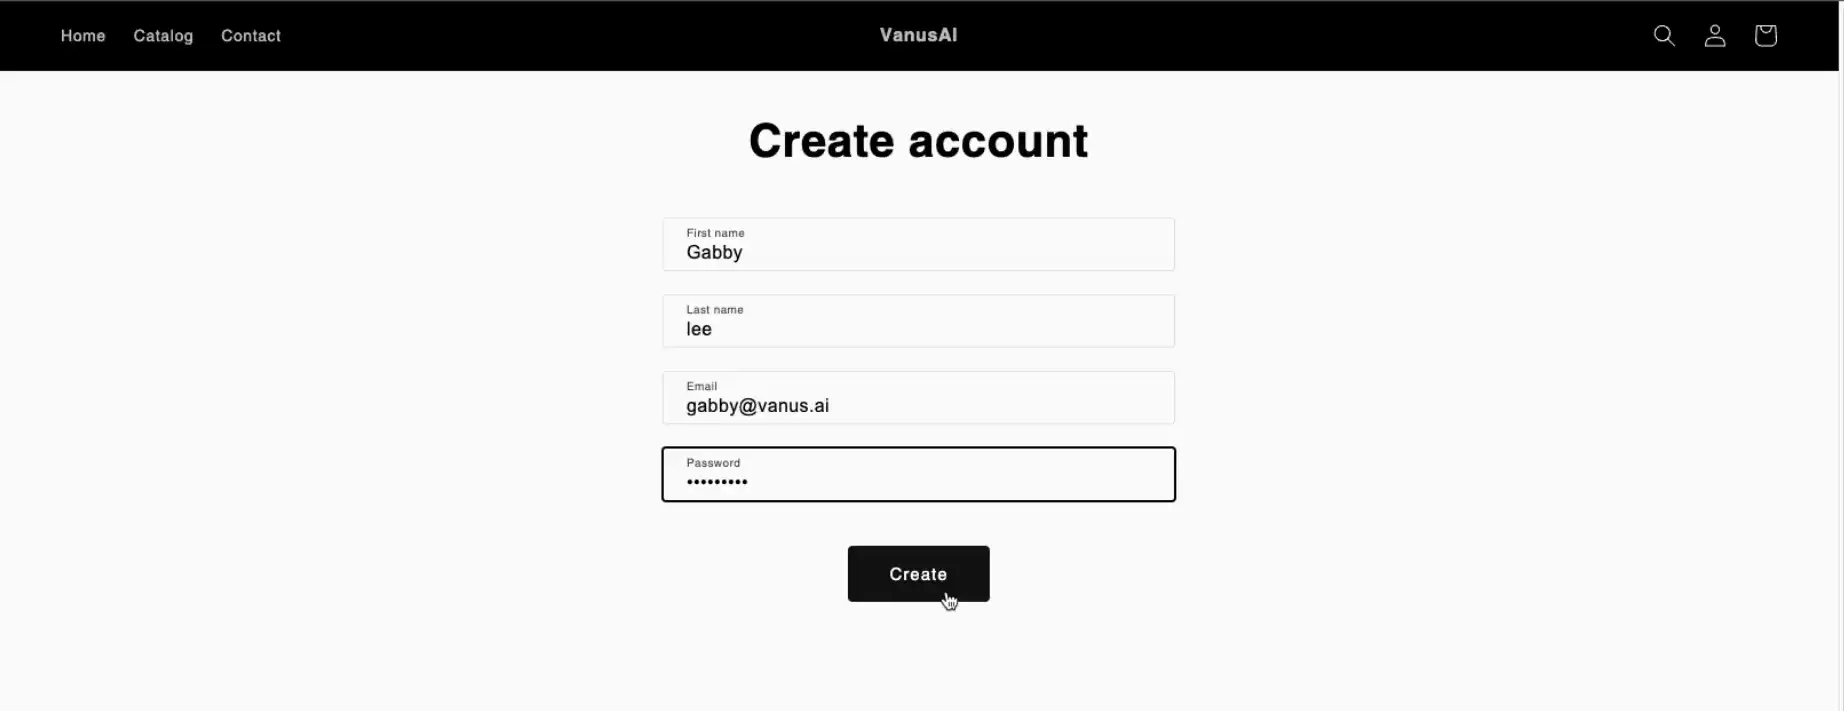 Home Catalog Contact VanusAI
Create account
First name
Gabby
Last name
lee
Email
gabby@vanus.ai
Password
•••••••••
Create